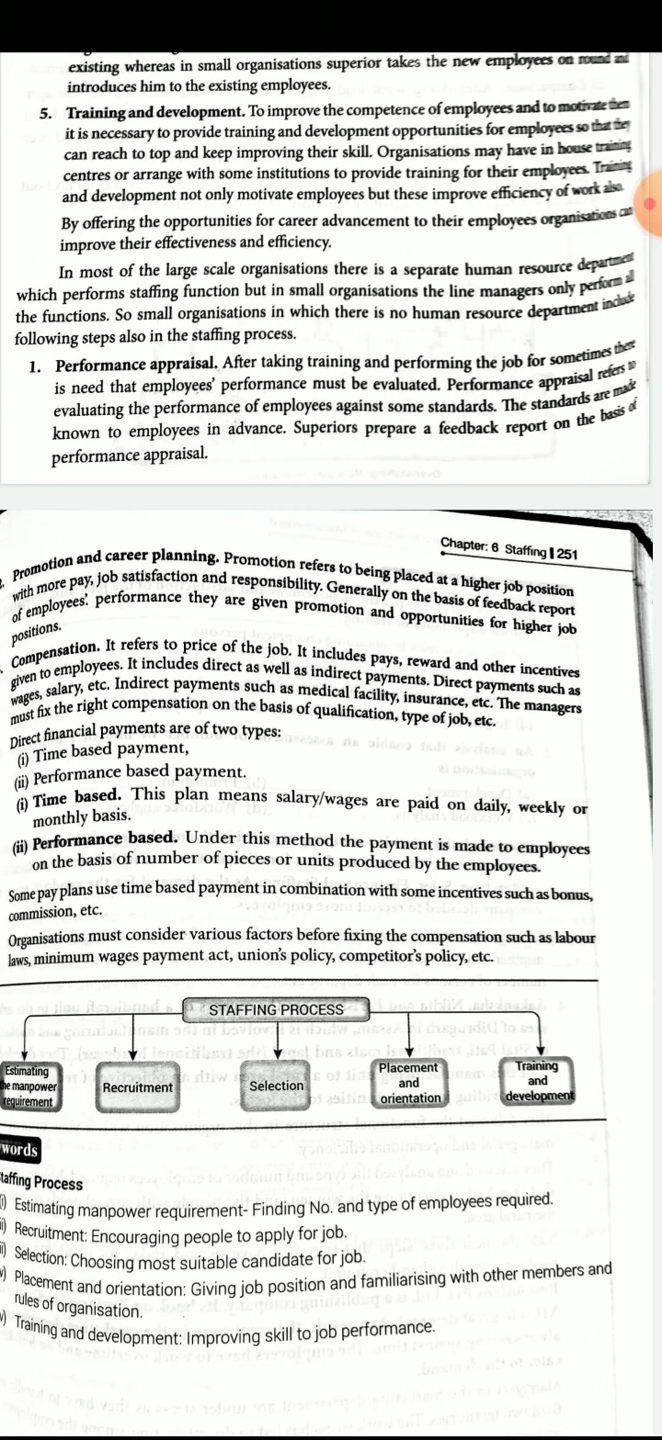 existing whereas in small organisations superior takes the new employees on round and
introduces him to the existing employees.
5. Training and development. To improve the competence of employees and to motivate them
it is necessary to provide training and development opportunities for employees so that they
can reach to top and keep improving their skill. Organisations may have in house training
centres or arrange with some institutions to provide training for their employees. Training
and development not only motivate employees but these improve efficiency of work also.
By offering the opportunities for career advancement to their employees organisations can
improve their effectiveness and efficiency.
In most of the large scale organisations there is a separate human resource department
which performs staffing function but in small organisations the line managers only perform all
the functions. So small organisations in which there is no human resource department include
following steps also in the staffing process.
1. Performance appraisal. After taking training and performing the job for sometimes there
is need that employees' performance must be evaluated. Performance appraisal refers to
evaluating the performance of employees against some standards. The standards are made
known to employees in advance. Superiors prepare a feedback report on the basis of
performance appraisal.
Chapter: 6 Staffing | 251
Promotion and career planning. Promotion refers to being placed at a higher job position
with more pay, job satisfaction and responsibility. Generally on the basis of feedback report
of employees' performance they are given promotion and opportunities for higher job
positions.
Compensation. It refers to price of the job. It includes pays, reward and other incentives
given to employees. It includes direct as well as indirect payments. Direct payments such as
wages, salary, etc. Indirect payments such as medical facility, insurance, etc. The managers
must fix the right compensation on the basis of qualification, type of job, etc.
Direct financial payments are of two types:
(i) Time based payment,
(ii) Performance based payment.
(i) Time based. This plan means salary/wages are paid on daily, weekly or
monthly basis.
(ii) Performance based. Under this method the payment is made to employees
on the basis of number of pieces or units produced by the employees.
Some pay plans use time based payment in combination with some incentives such as bonus,
commission, etc.
Organisations must consider various factors before fixing the compensation such as labour
laws, minimum wages payment act, union's policy, competitor's policy, etc.
STAFFING PROCESS
Estimating
the manpower
requirement
Recruitment
Selection
Placement
and
orientation
Training
and
development
words
taffing Process
i) Estimating manpower requirement- Finding No. and type of employees required.
ii) Recruitment: Encouraging people to apply for job.
ii) Selection: Choosing most suitable candidate for job.
v) Placement and orientation: Giving job position and familiarising with other members and
rules of organisation.
v) Training and development: Improving skill to job performance.